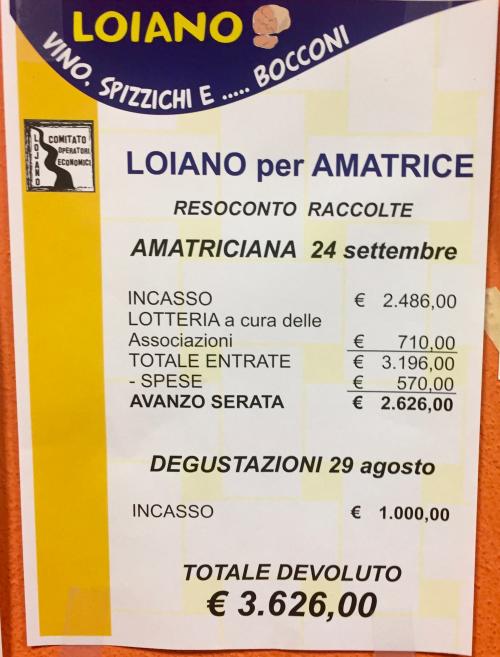 LOIANO
VINO, SPIZZICHI E ..... BOCCONI
LOJANO
COMITATO
OPERATORI
ECONOMICI
LOIANO per AMATRICE
RESOCONTO RACCOLTE
AMATRICIANA 24 settembre
INCASSO € 2.486,00
LOTTERIA a cura delle
Associazioni € 710,00
TOTALE ENTRATE € 3.196,00
- SPESE € 570,00
AVANZO SERATA € 2.626,00
DEGUSTAZIONI 29 agosto
INCASSO € 1.000,00
TOTALE DEVOLUTO
€ 3.626,00